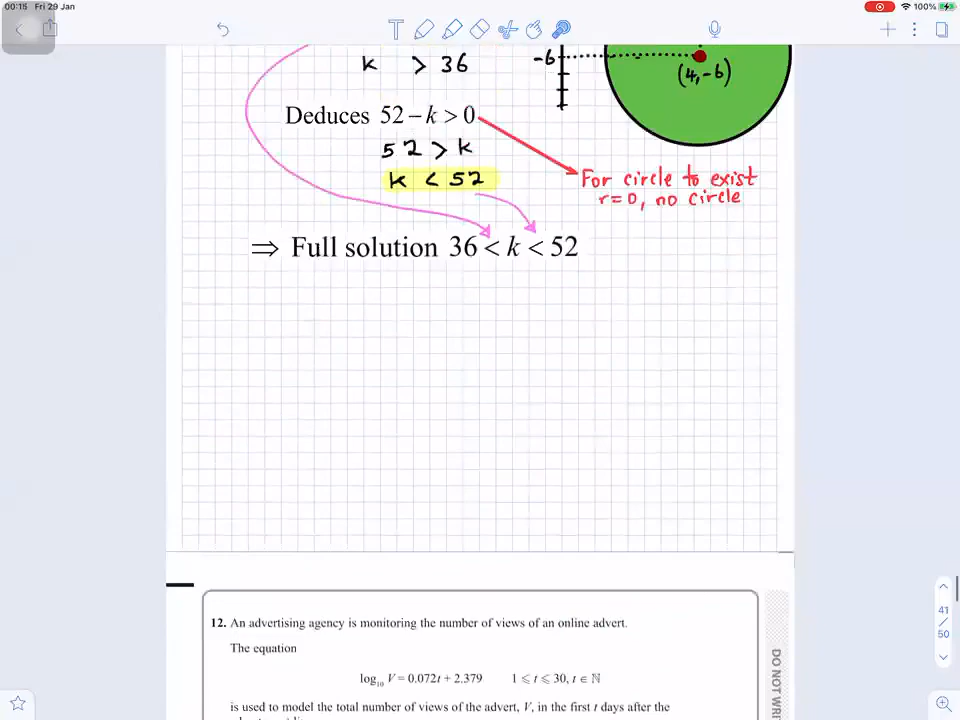 00:15 Fri 29 Jan
100%
k > 36
-6
(4,-6)
Deduces 52 – k > 0
52 > k
k < 52
For circle to exist
r=0, no circle
⇒ Full solution 36 < k < 52
12. An advertising agency is monitoring the number of views of an online advert.
The equation
log₁₀ V = 0.072t + 2.379 1 ⩽ t ⩽ 30, t ∈ ℕ
is used to model the total number of views of the advert, V, in the first t days after the
DO NOT WRI
41
/
50